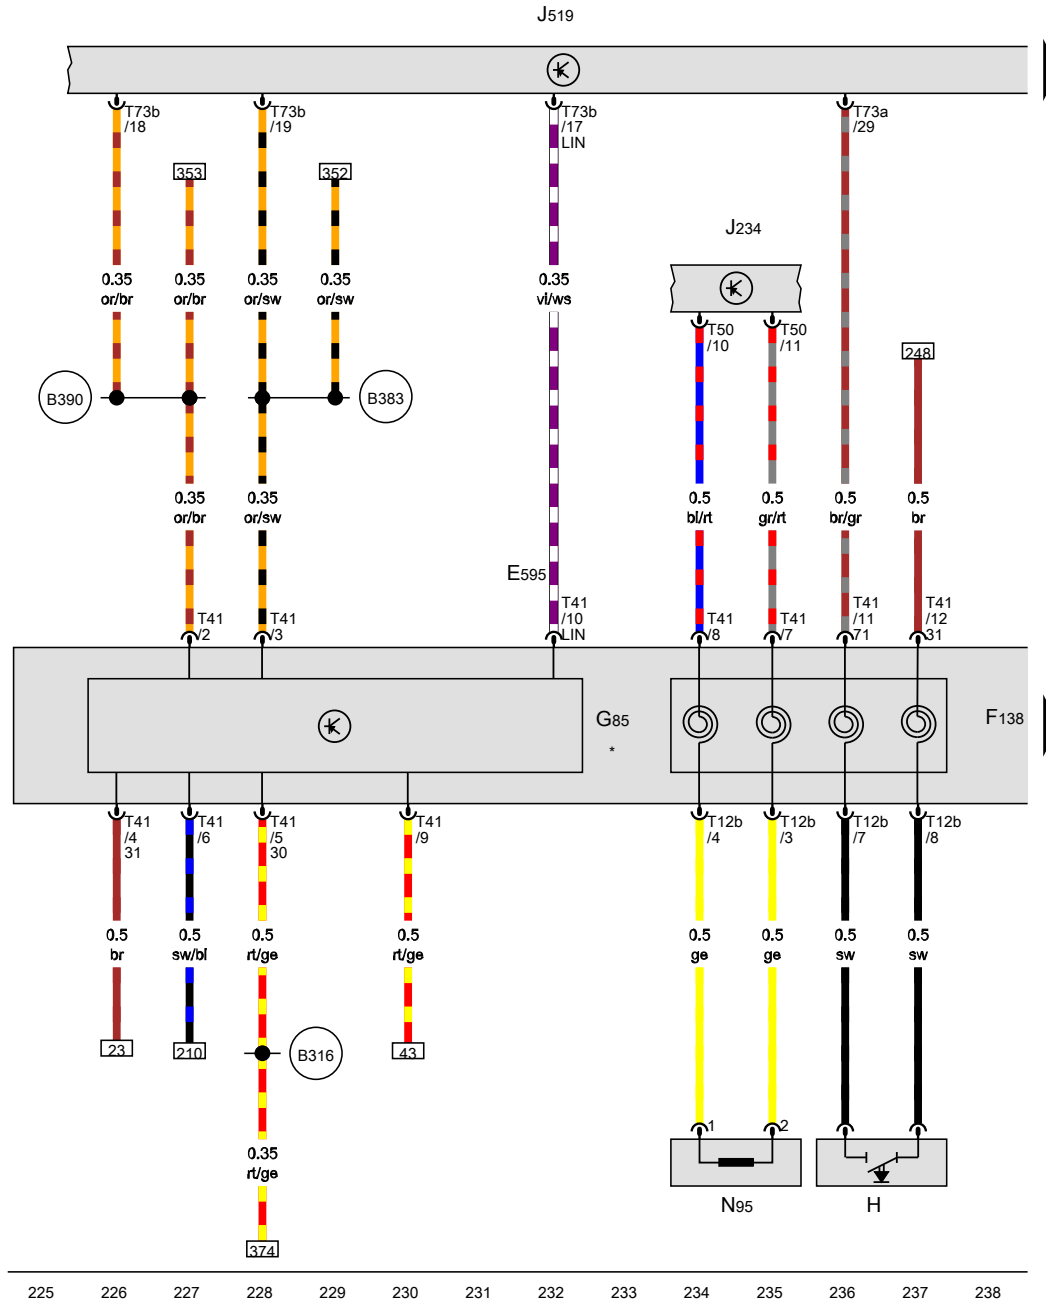 J519
T73b
/18
T73b
/19
T73b
/17
LIN
T73a
/29
353
352
J234
0.35
or/br
0.35
or/br
0.35
or/sw
0.35
or/sw
0.35
vi/ws
T50
/10
T50
/11
248
B390
B383
0.35
or/br
0.35
or/sw
0.5
bl/rt
0.5
gr/rt
0.5
br/gr
0.5
br
E595
T41
/2
T41
/3
T41
/10
LIN
T41
/8
T41
/7
T41
/11
71
T41
/12
31
G85
*
F138
T41
/4
31
T41
/6
T41
/5
30
T41
/9
T12b
/4
T12b
/3
T12b
/7
T12b
/8
0.5
br
0.5
sw/bl
0.5
rt/ge
0.5
rt/ge
0.5
ge
0.5
ge
0.5
sw
0.5
sw
23
210
B316
43
1
2
0.35
rt/ge
N95
H
374
225 226 227 228 229 230 231 232 233 234 235 236 237 238